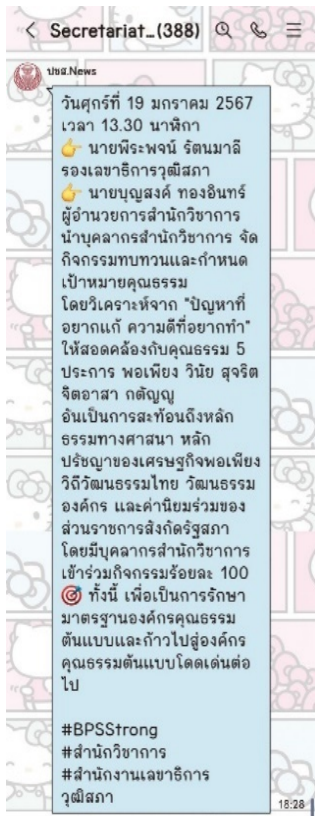 Secretariat_(388)
ปชส.News
วันศุกร์ที่ 19 มกราคม 2567
เวลา 13.30 นาฬิกา
👉 นายพีระพจน์ รัตนมาลี
รองเลขาธิการวุฒิสภา
👉 นายบุญสงค์ ทองอินทร์
ผู้อำนวยการสำนักวิชาการ
นำบุคลากรสำนักวิชาการ จัด
กิจกรรมทบทวนและกำหนด
เป้าหมายคุณธรรม
โดยวิเคราะห์จาก "ปัญหาที่
อยากแก้ ความดีที่อยากทำ"
ให้สอดคล้องกับคุณธรรม 5
ประการ พอเพียง วินัย สุจริต
จิตอาสา กตัญญู
อันเป็นการสะท้อนถึงหลัก
ธรรมทางศาสนา หลัก
ปรัชญาของเศรษฐกิจพอเพียง
วิถีวัฒนธรรมไทย วัฒนธรรม
องค์กร และค่านิยมร่วมของ
ส่วนราชการสังกัดรัฐสภา
โดยมีบุคลากรสำนักวิชาการ
เข้าร่วมกิจกรรมร้อยละ 100
🎯 ทั้งนี้ เพื่อเป็นการรักษา
มาตรฐานองค์กรคุณธรรม
ต้นแบบและก้าวไปสู่องค์กร
คุณธรรมต้นแบบโดดเด่นต่อ
ไป
#BPSStrong
#สำนักวิชาการ
#สำนักงานเลขาธิการ
วุฒิสภา
18:28